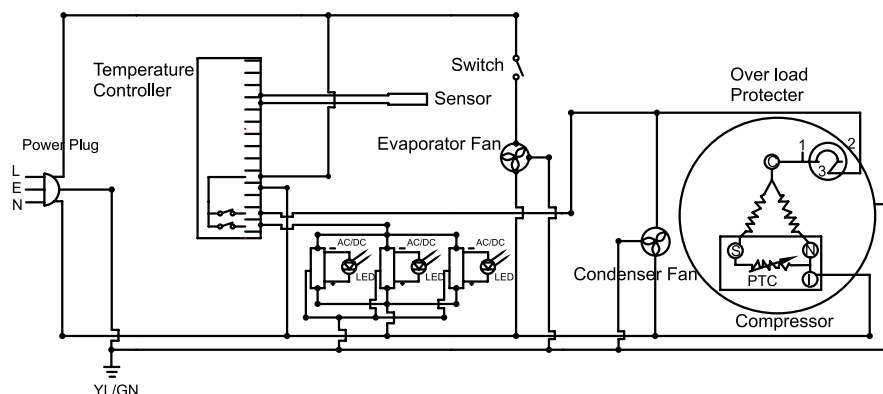 Temperature
Controller
Sensor
Switch
Over load
Protecter
Power Plug
Evaporator Fan
L
E
N
1
2
3
C
AC/DC
AC/DC
AC/DC
LED
LED
LED
S
N
PTC
I
Condenser Fan
Compressor
YL/GN